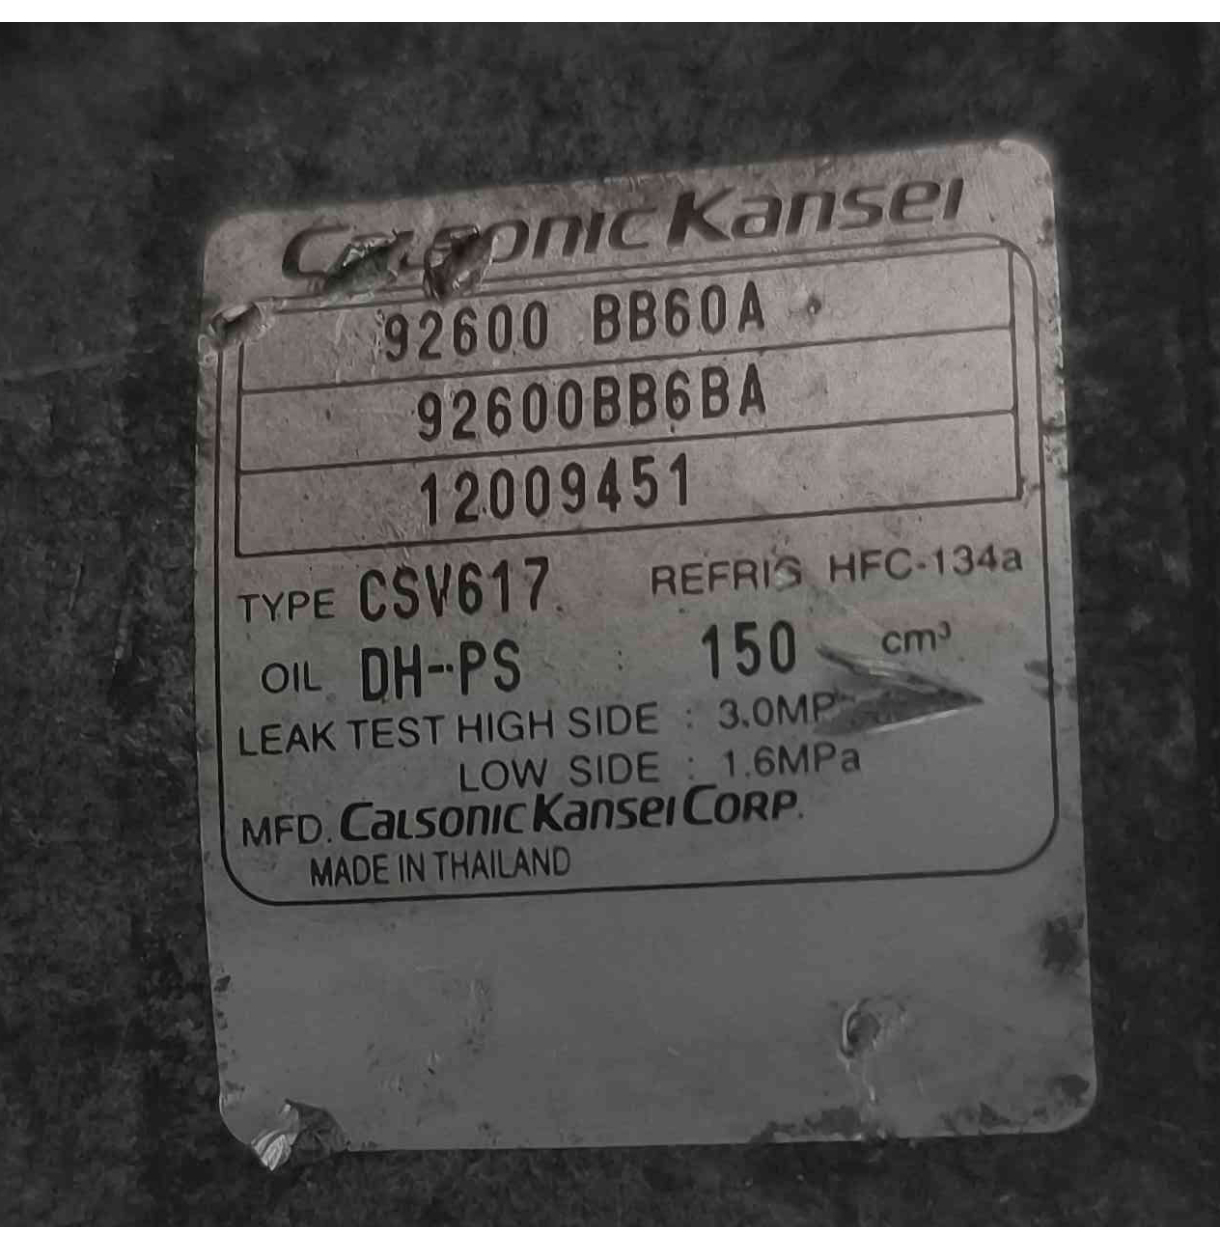 CalsonicKansei
92600 BB60A
92600BB6BA
12009451
TYPE CSV617 REFRIG HFC-134a
OIL DH-PS : 150 cm³
LEAK TEST HIGH SIDE : 3.0MP
LOW SIDE : 1.6MPa
MFD. CalsonicKansei Corp.
MADE IN THAILAND